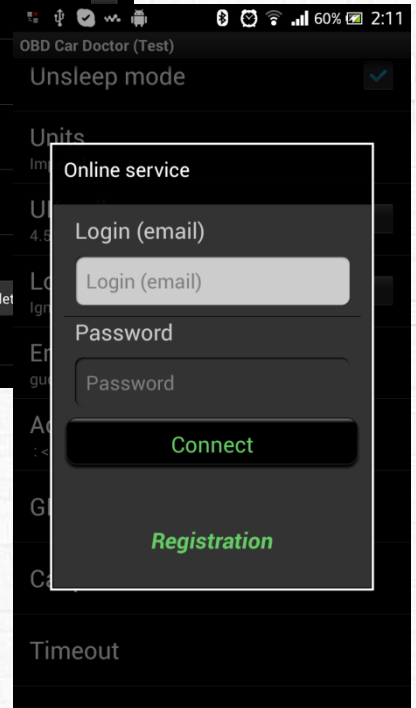 60% 2:11
OBD Car Doctor (Test)
Unsleep mode
Units
Online service
Login (email)
Login (email)
Password
Password
Connect
Registration
Timeout